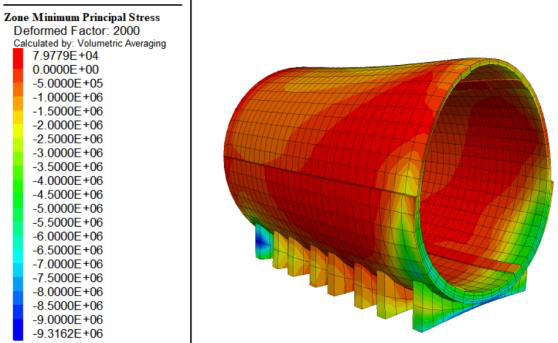 Zone Minimum Principal Stress
Deformed Factor: 2000
Calculated by: Volumetric Averaging
7.9779E+04
0.0000E+00
-5.0000E+05
-1.0000E+06
-1.5000E+06
-2.0000E+06
-2.5000E+06
-3.0000E+06
-3.5000E+06
-4.0000E+06
-4.5000E+06
-5.0000E+06
-5.5000E+06
-6.0000E+06
-6.5000E+06
-7.0000E+06
-7.5000E+06
-8.0000E+06
-8.5000E+06
-9.0000E+06
-9.3162E+06